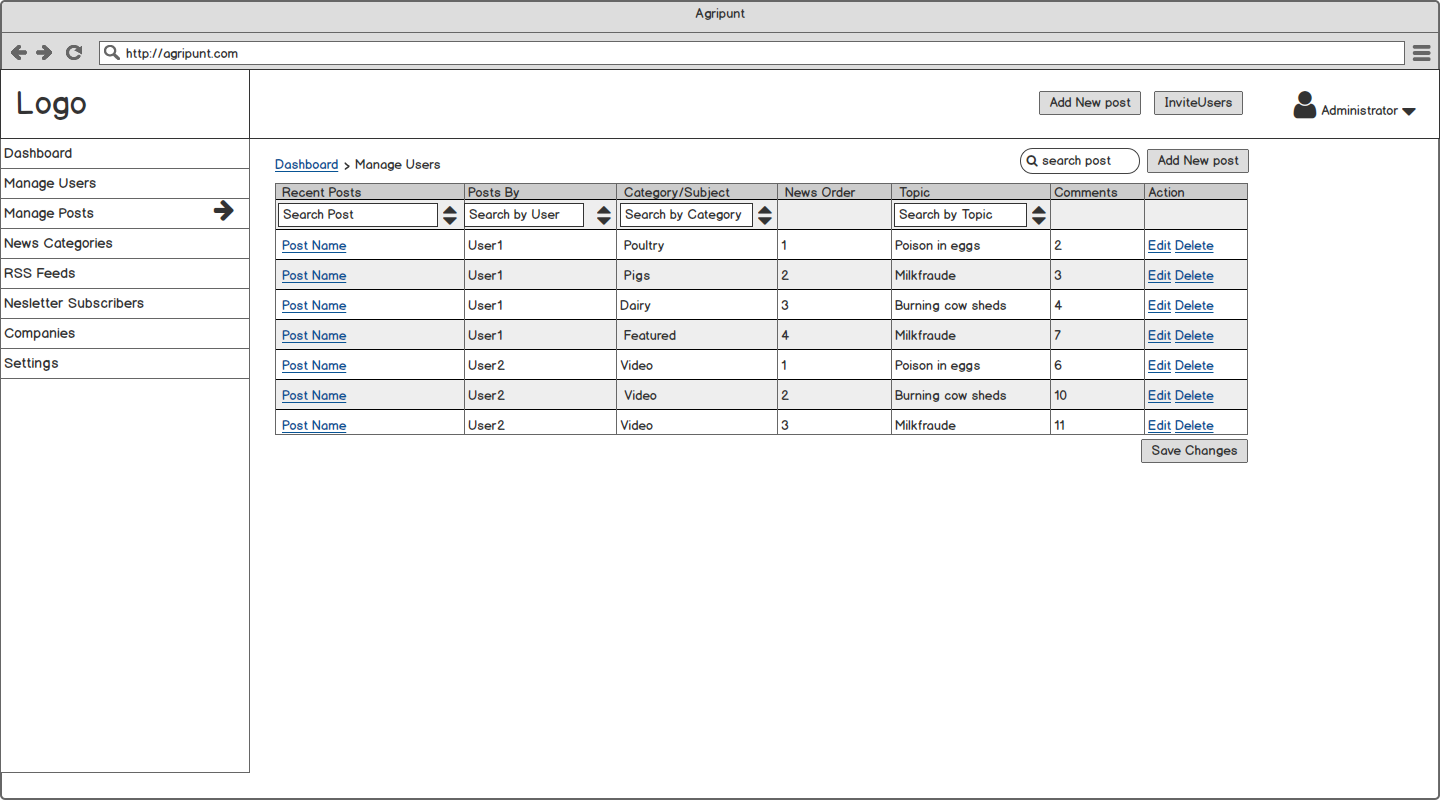 Agripunt
http://agripunt.com
Logo
Add New post InviteUsers Administrator
Dashboard
Manage Users
Manage Posts
News Categories
RSS Feeds
Nesletter Subscribers
Companies
Settings
Dashboard > Manage Users search post Add New post
Recent Posts Posts By Category/Subject News Order Topic Comments Action
Search Post Search by User Search by Category Search by Topic
Post Name User1 Poultry 1 Poison in eggs 2 Edit Delete
Post Name User1 Pigs 2 Milkfraude 3 Edit Delete
Post Name User1 Dairy 3 Burning cow sheds 4 Edit Delete
Post Name User1 Featured 4 Milkfraude 7 Edit Delete
Post Name User2 Video 1 Poison in eggs 6 Edit Delete
Post Name User2 Video 2 Burning cow sheds 10 Edit Delete
Post Name User2 Video 3 Milkfraude 11 Edit Delete
Save Changes